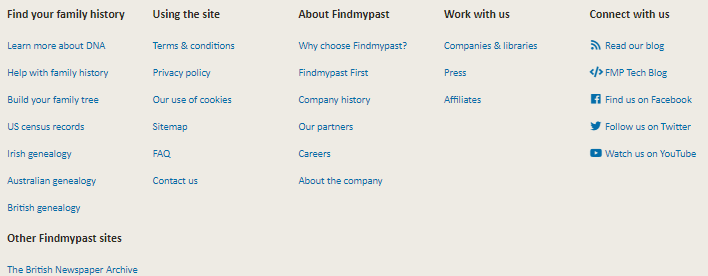 Find your family history
Learn more about DNA
Help with family history
Build your family tree
US census records
Irish genealogy
Australian genealogy
British genealogy
Other Findmypast sites
The British Newspaper Archive
Using the site
Terms & conditions
Privacy policy
Our use of cookies
Sitemap
FAQ
Contact us
About Findmypast
Why choose Findmypast?
Findmypast First
Company history
Our partners
Careers
About the company
Work with us
Companies & libraries
Press
Affiliates
Connect with us
Read our blog
FMP Tech Blog
Find us on Facebook
Follow us on Twitter
Watch us on YouTube